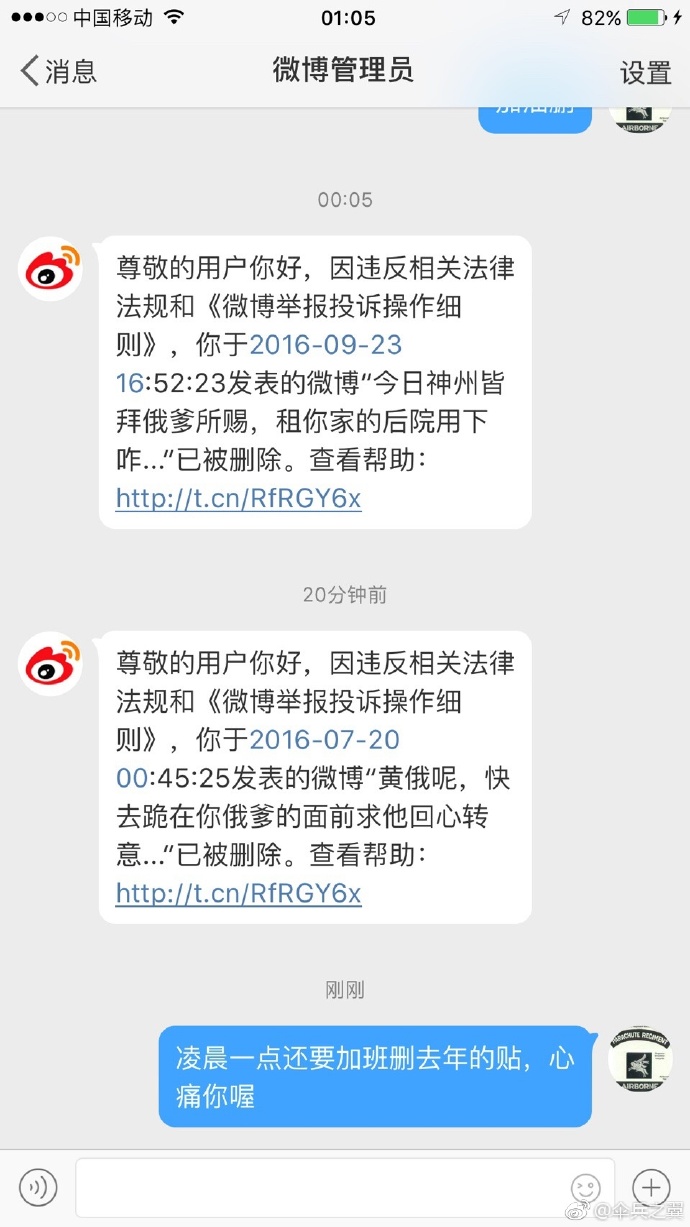 中国移动 01:05 82%
消息 微博管理员 设置
加油删
AIRBORNE
00:05
尊敬的用户你好，因违反相关法律
法规和《微博举报投诉操作细
则》，你于2016-09-23
16:52:23发表的微博“今日神州皆
拜俄爹所赐，租你家的后院用下
咋...”已被删除。查看帮助：
http://t.cn/RfRGY6x
20分钟前
尊敬的用户你好，因违反相关法律
法规和《微博举报投诉操作细
则》，你于2016-07-20
00:45:25发表的微博“黄俄呢，快
去跪在你俄爹的面前求他回心转
意...”已被删除。查看帮助：
http://t.cn/RfRGY6x
刚刚
凌晨一点还要加班删去年的贴，心
痛你喔
PARACHUTE REGIMENT
AIRBORNE
@伞兵之翼